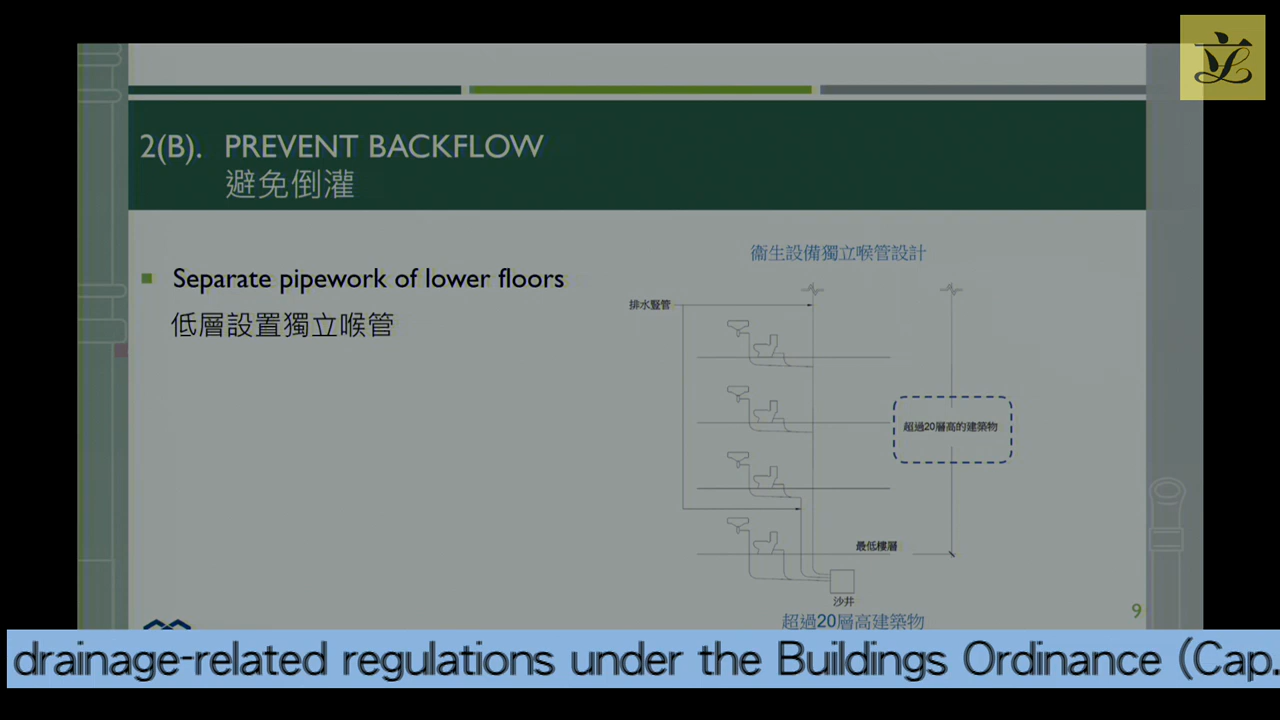 2(B). PREVENT BACKFLOW
避免倒灌
Separate pipework of lower floors
低層設置獨立喉管
衞生設備獨立喉管設計
排水豎管
超過20層高的建築物
最低樓層
沙井
超過20層高建築物
9
drainage-related regulations under the Buildings Ordinance (Cap.